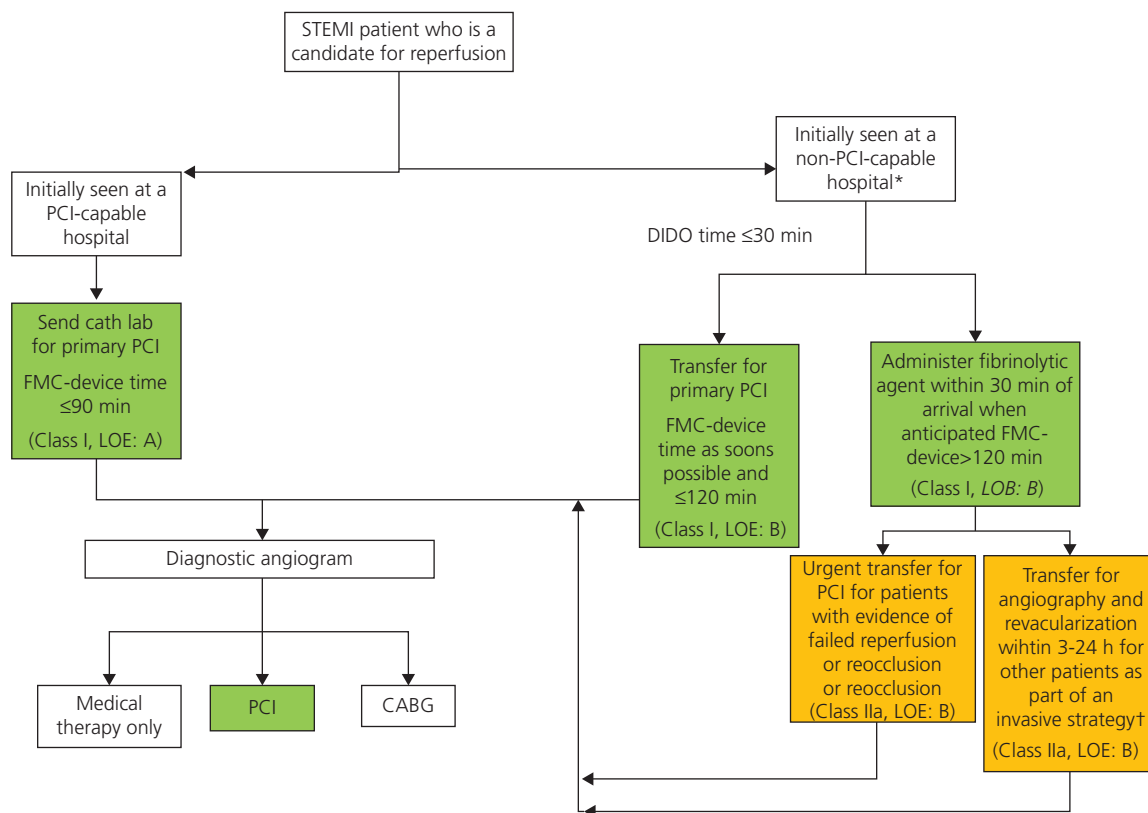 STEMI patient who is a
candidate for reperfusion
Initially seen at a
PCI-capable
hospital
Initially seen at a
non-PCI-capable
hospital*
DIDO time ≤30 min
Send cath lab
for primary PCI
FMC-device time
≤90 min
(Class I, LOE: A)
Transfer for
primary PCI
FMC-device
time as soons
possible and
≤120 min
(Class I, LOE: B)
Administer fibrinolytic
agent within 30 min of
arrival when
anticipated FMC-
device>120 min
(Class I, LOB: B)
Diagnostic angiogram
Medical
therapy only
PCI
CABG
Urgent transfer for
PCI for patients
with evidence of
failed reperfusion
or reocclusion
or reocclusion
(Class IIa, LOE: B)
Transfer for
angiography and
revacularization
wihtin 3-24 h for
other patients as
part of an
invasive strategy†
(Class IIa, LOE: B)